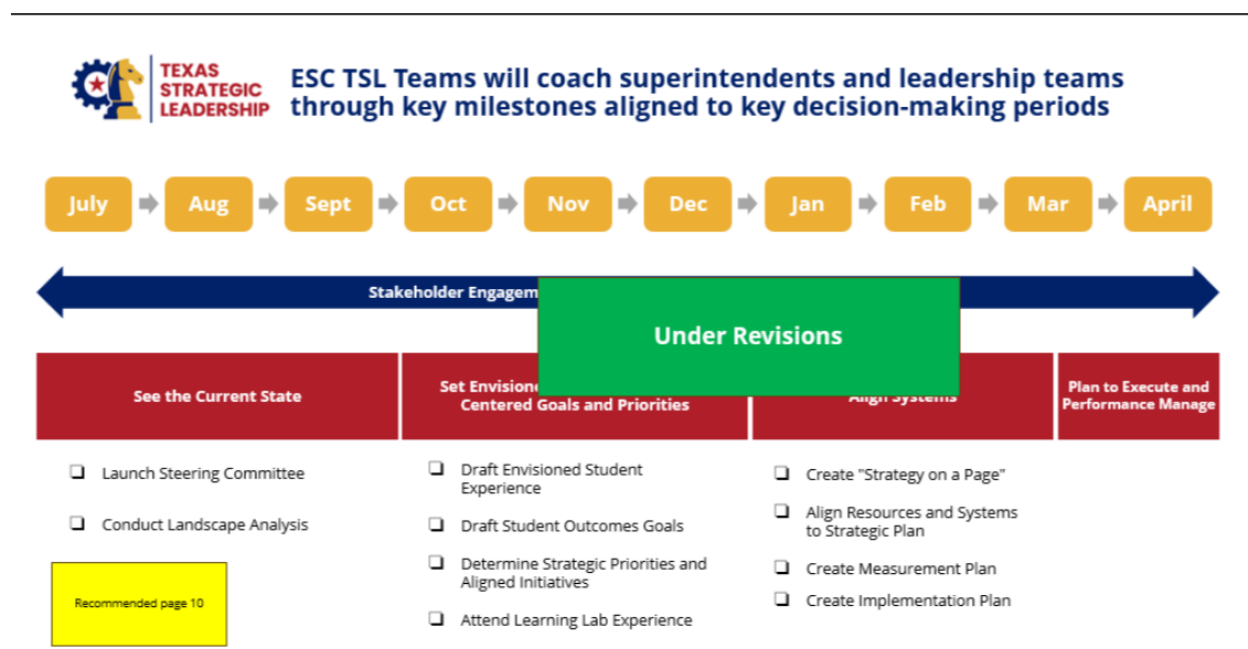 TEXAS
STRATEGIC
LEADERSHIP
ESC TSL Teams will coach superintendents and leadership teams
through key milestones aligned to key decision-making periods
July
Aug
Sept
Oct
Nov
Dec
Jan
Feb
Mar
April
Stakeholder Engagem
Under Revisions
See the Current State
Set Envisione
Centered Goals and Priorities
Align Systems
Plan to Execute and
Performance Manage
Launch Steering Committee
Conduct Landscape Analysis
Recommended page 10
Draft Envisioned Student
Experience
Draft Student Outcomes Goals
Determine Strategic Priorities and
Aligned Initiatives
Attend Learning Lab Experience
Create "Strategy on a Page"
Align Resources and Systems
to Strategic Plan
Create Measurement Plan
Create Implementation Plan